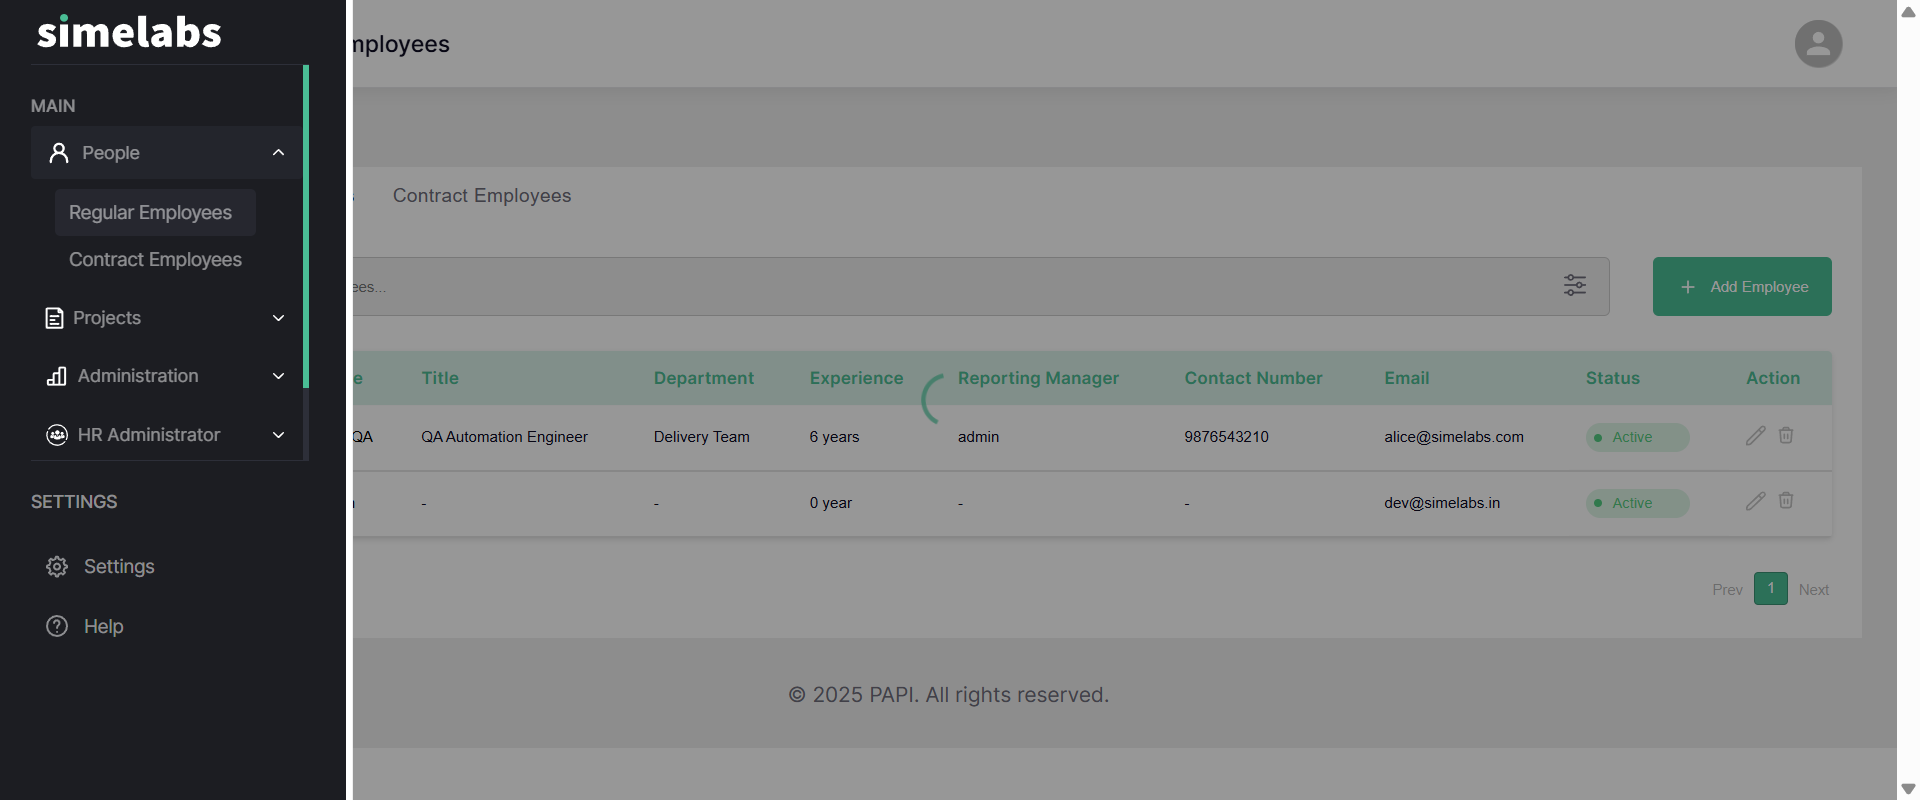 simelabs
MAIN
People
Regular Employees
Contract Employees
Projects
Administration
HR Administrator
SETTINGS
Settings
Help
mployees
Contract Employees
ees...
+ Add Employee
e Title Department Experience Reporting Manager Contact Number Email Status Action
QA QA Automation Engineer Delivery Team 6 years admin 9876543210 alice@simelabs.com Active
- - 0 year - - dev@simelabs.in Active
Prev 1 Next
© 2025 PAPI. All rights reserved.